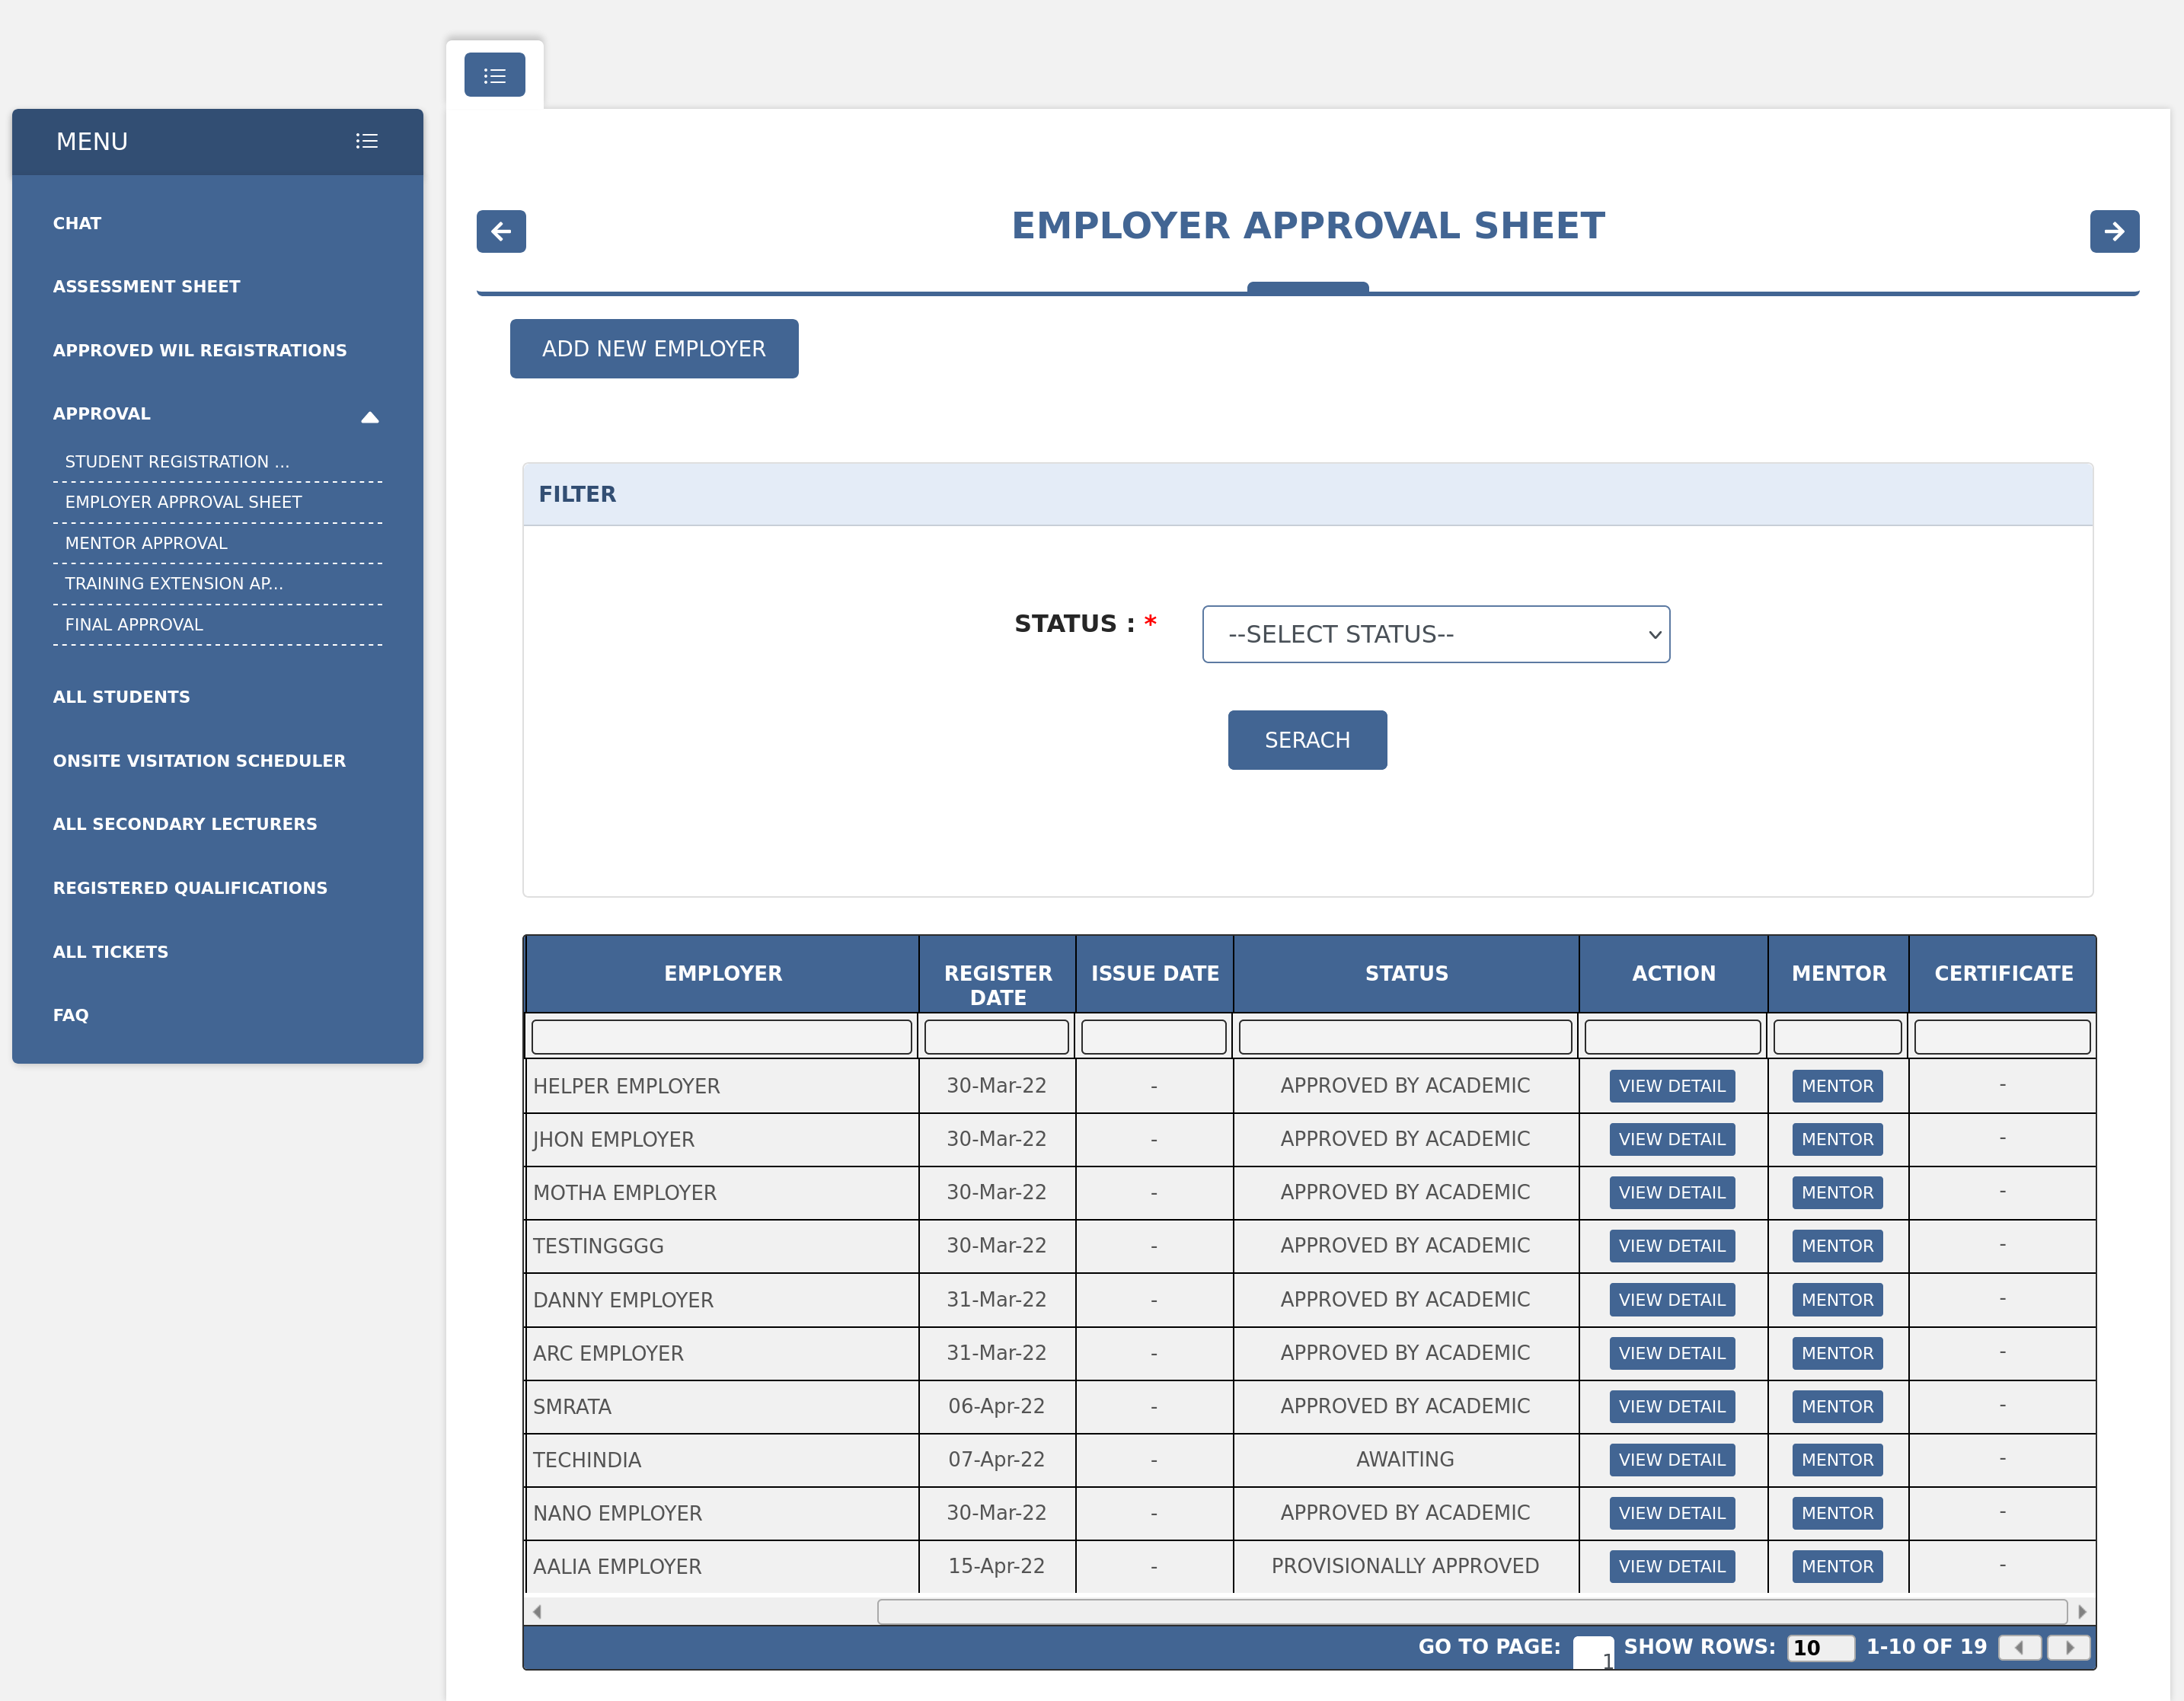 MENU
CHAT
ASSESSMENT SHEET
APPROVED WIL REGISTRATIONS
APPROVAL
STUDENT REGISTRATION ...
EMPLOYER APPROVAL SHEET
MENTOR APPROVAL
TRAINING EXTENSION AP...
FINAL APPROVAL
ALL STUDENTS
ONSITE VISITATION SCHEDULER
ALL SECONDARY LECTURERS
REGISTERED QUALIFICATIONS
ALL TICKETS
FAQ
EMPLOYER APPROVAL SHEET
ADD NEW EMPLOYER
FILTER
STATUS : * --SELECT STATUS--
SERACH
EMPLOYER REGISTER DATE ISSUE DATE STATUS ACTION MENTOR CERTIFICATE
HELPER EMPLOYER 30-Mar-22 - APPROVED BY ACADEMIC VIEW DETAIL MENTOR -
JHON EMPLOYER 30-Mar-22 - APPROVED BY ACADEMIC VIEW DETAIL MENTOR -
MOTHA EMPLOYER 30-Mar-22 - APPROVED BY ACADEMIC VIEW DETAIL MENTOR -
TESTINGGGG 30-Mar-22 - APPROVED BY ACADEMIC VIEW DETAIL MENTOR -
DANNY EMPLOYER 31-Mar-22 - APPROVED BY ACADEMIC VIEW DETAIL MENTOR -
ARC EMPLOYER 31-Mar-22 - APPROVED BY ACADEMIC VIEW DETAIL MENTOR -
SMRATA 06-Apr-22 - APPROVED BY ACADEMIC VIEW DETAIL MENTOR -
TECHINDIA 07-Apr-22 - AWAITING VIEW DETAIL MENTOR -
NANO EMPLOYER 30-Mar-22 - APPROVED BY ACADEMIC VIEW DETAIL MENTOR -
AALIA EMPLOYER 15-Apr-22 - PROVISIONALLY APPROVED VIEW DETAIL MENTOR -
GO TO PAGE: 1 SHOW ROWS: 10 1-10 OF 19